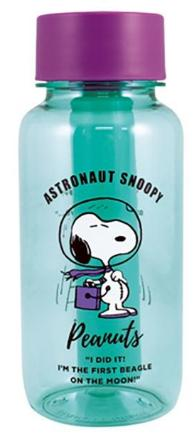 ASTRONAUT SNOOPY
Peanuts
"I DID IT!
I'M THE FIRST BEAGLE
ON THE MOON!"